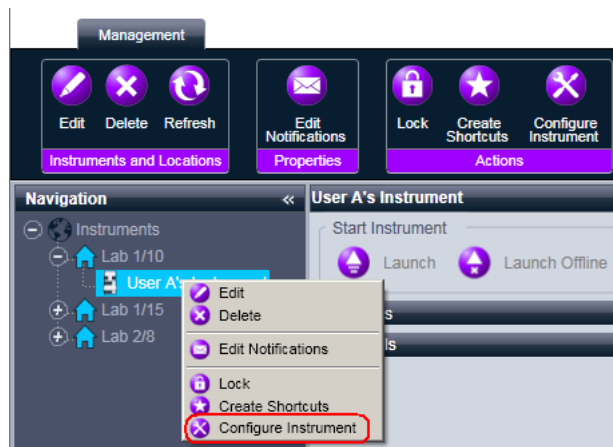 Management
Edit Delete Refresh Edit Notifications Lock Create Shortcuts Configure Instrument
Instruments and Locations Properties Actions
Navigation « User A's Instrument
Instruments
Start Instrument
Lab 1/10
Launch Launch Offline
User A's
Edit
Delete
Lab 1/15
Lab 2/8
Edit Notifications
Lock
Create Shortcuts
Configure Instrument